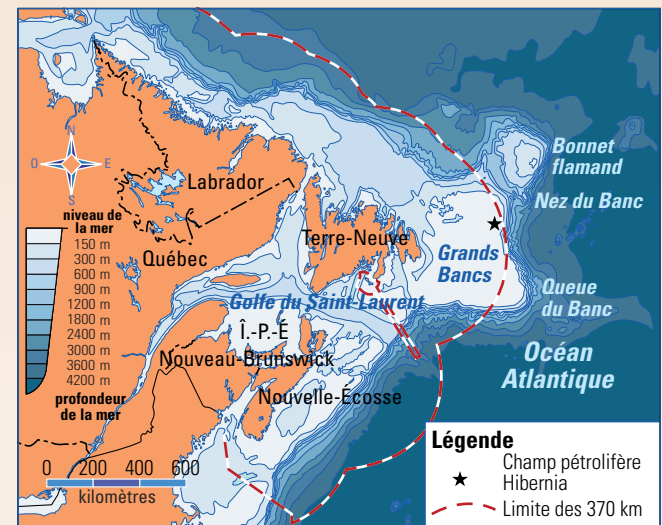 Bonnet
flamand
Nez du Banc
N
O E
S
Labrador
niveau de
la mer
150 m
300 m
600 m
900 m
1200 m
1800 m
2400 m
3000 m
3600 m
4200 m
profondeur
de la mer
Québec
Terre-Neuve
Grands
Bancs
Golfe du Saint-Laurent
Queue
du Banc
Î.-P.-É
Nouveau-Brunswick
Nouvelle-Écosse
Océan
Atlantique
0 200 400 600
kilomètres
Légende
Champ pétrolifère
Hibernia
Limite des 370 km